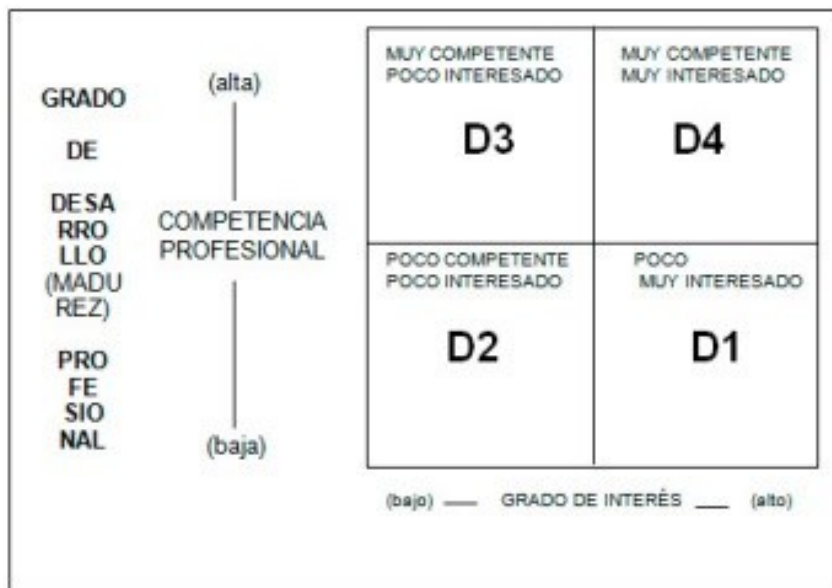 GRADO
DE
DESA
RRO
LLO
(MADU
REZ)
PRO
FE
SIO
NAL
(alta)
COMPETENCIA
PROFESIONAL
(baja)
MUY COMPETENTE
POCO INTERESADO
D3
MUY COMPETENTE
MUY INTERESADO
D4
POCO COMPETENTE
POCO INTERESADO
D2
POCO
MUY INTERESADO
D1
(bajo) — GRADO DE INTERÉS __ (alto)